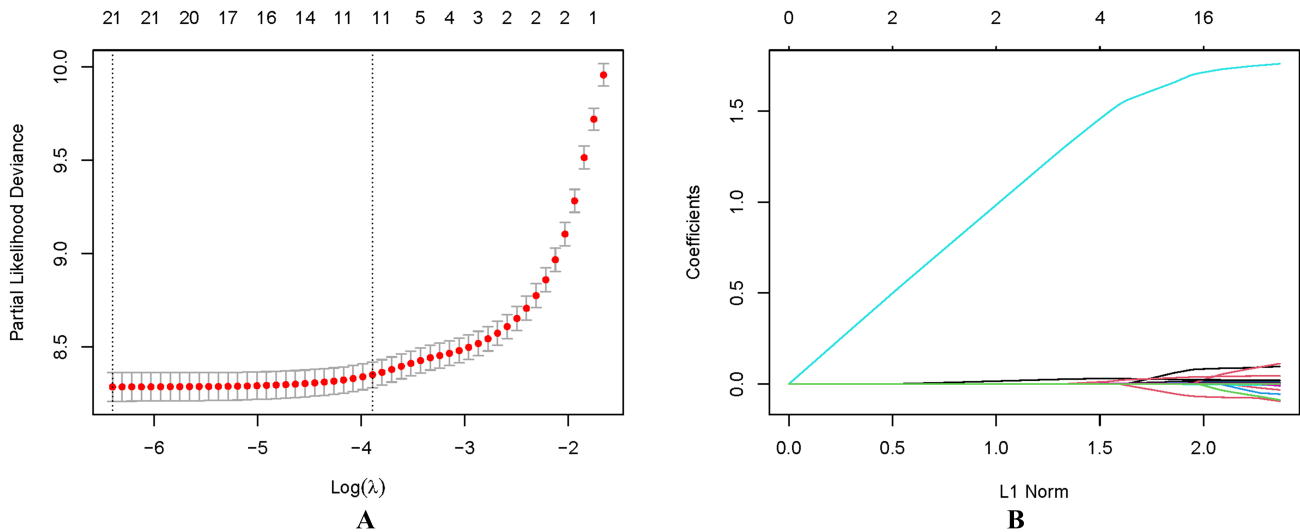 21 21 20 17 16 14 11 11 5 4 3 2 2 2 1
Partial Likelihood Deviance
10.0
9.5
9.0
8.5
−6 −5 −4 −3 −2
Log(λ)
A
0 2 2 4 16
Coefficients
1.5
1.0
0.5
0.0
0.0 0.5 1.0 1.5 2.0
L1 Norm
B